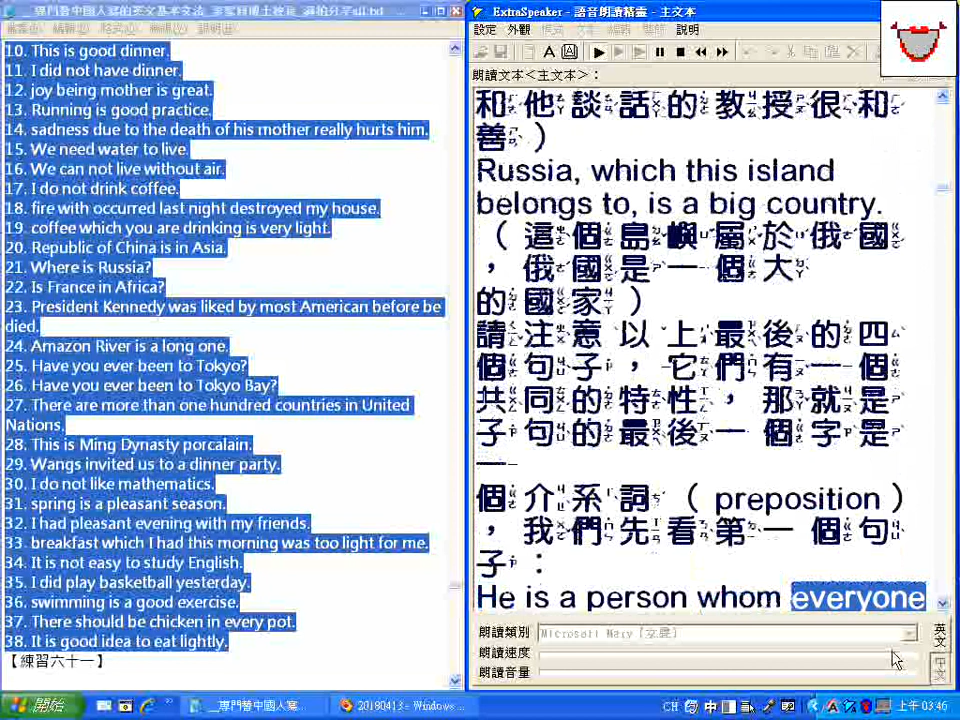 10. This is good dinner.
11. I did not have dinner.
12. joy being mother is great.
13. Running is good practice.
14. sadness due to the death of his mother really hurts him.
15. We need water to live.
16. We can not live without air.
17. I do not drink coffee.
18. fire with occurred last night destroyed my house.
19. coffee which you are drinking is very light.
20. Republic of China is in Asia.
21. Where is Russia?
22. Is France in Africa?
23. President Kennedy was liked by most American before be
died.
24. Amazon River is a long one.
25. Have you ever been to Tokyo?
26. Have you ever been to Tokyo Bay?
27. There are more than one hundred countries in United
Nations.
28. This is Ming Dynasty porcalain.
29. Wangs invited us to a dinner party.
30. I do not like mathematics.
31. spring is a pleasant season.
32. I had pleasant evening with my friends.
33. breakfast which I had this morning was too light for me.
34. It is not easy to study English.
35. I did play basketball yesterday.
36. swimming is a good exercise.
37. There should be chicken in every pot.
38. It is good idea to eat lightly.
【練習六十一】
ExtraSpeaker - 語音朗讀精靈 - 主文本
設定 外觀 說明
朗讀文本<主文本>：
和他談話的教授很和
善）
Russia, which this island
belongs to, is a big country.
（這個島嶼屬於俄國
，俄國是一個大
的國家）
請注意以上最後的四
個句子，它們有一個
共同的特性，那就是
子句的最後一個字是
一
個介系詞（preposition）
，我們先看第一個句
子：
He is a person whom everyone
朗讀類別 Microsoft Mary [女聲]
英文
朗讀速度
中文
朗讀音量
開始
20180413 - Windows ...
CH
中
上午 03:46